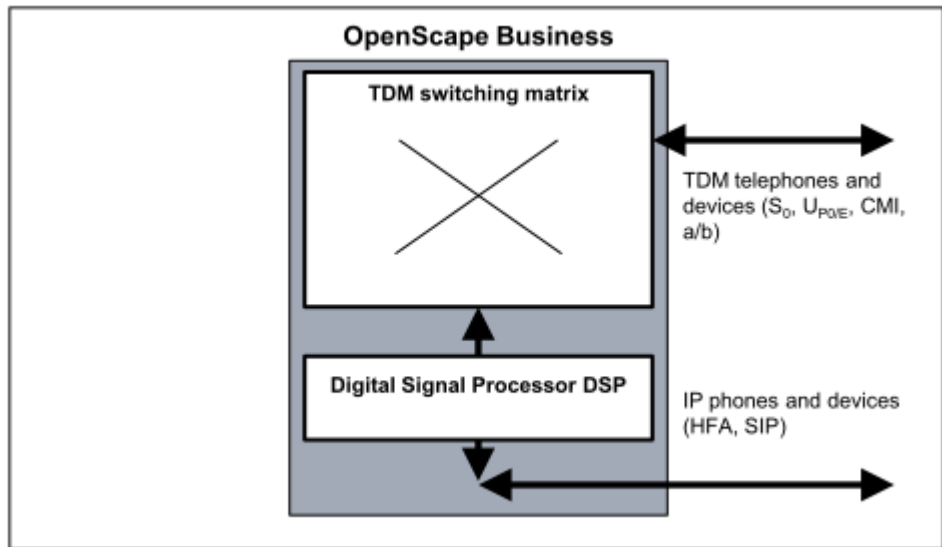 OpenScape Business
TDM switching matrix
TDM telephones and
devices (S₀, U_P0/E, CMI,
a/b)
Digital Signal Processor DSP
IP phones and devices
(HFA, SIP)